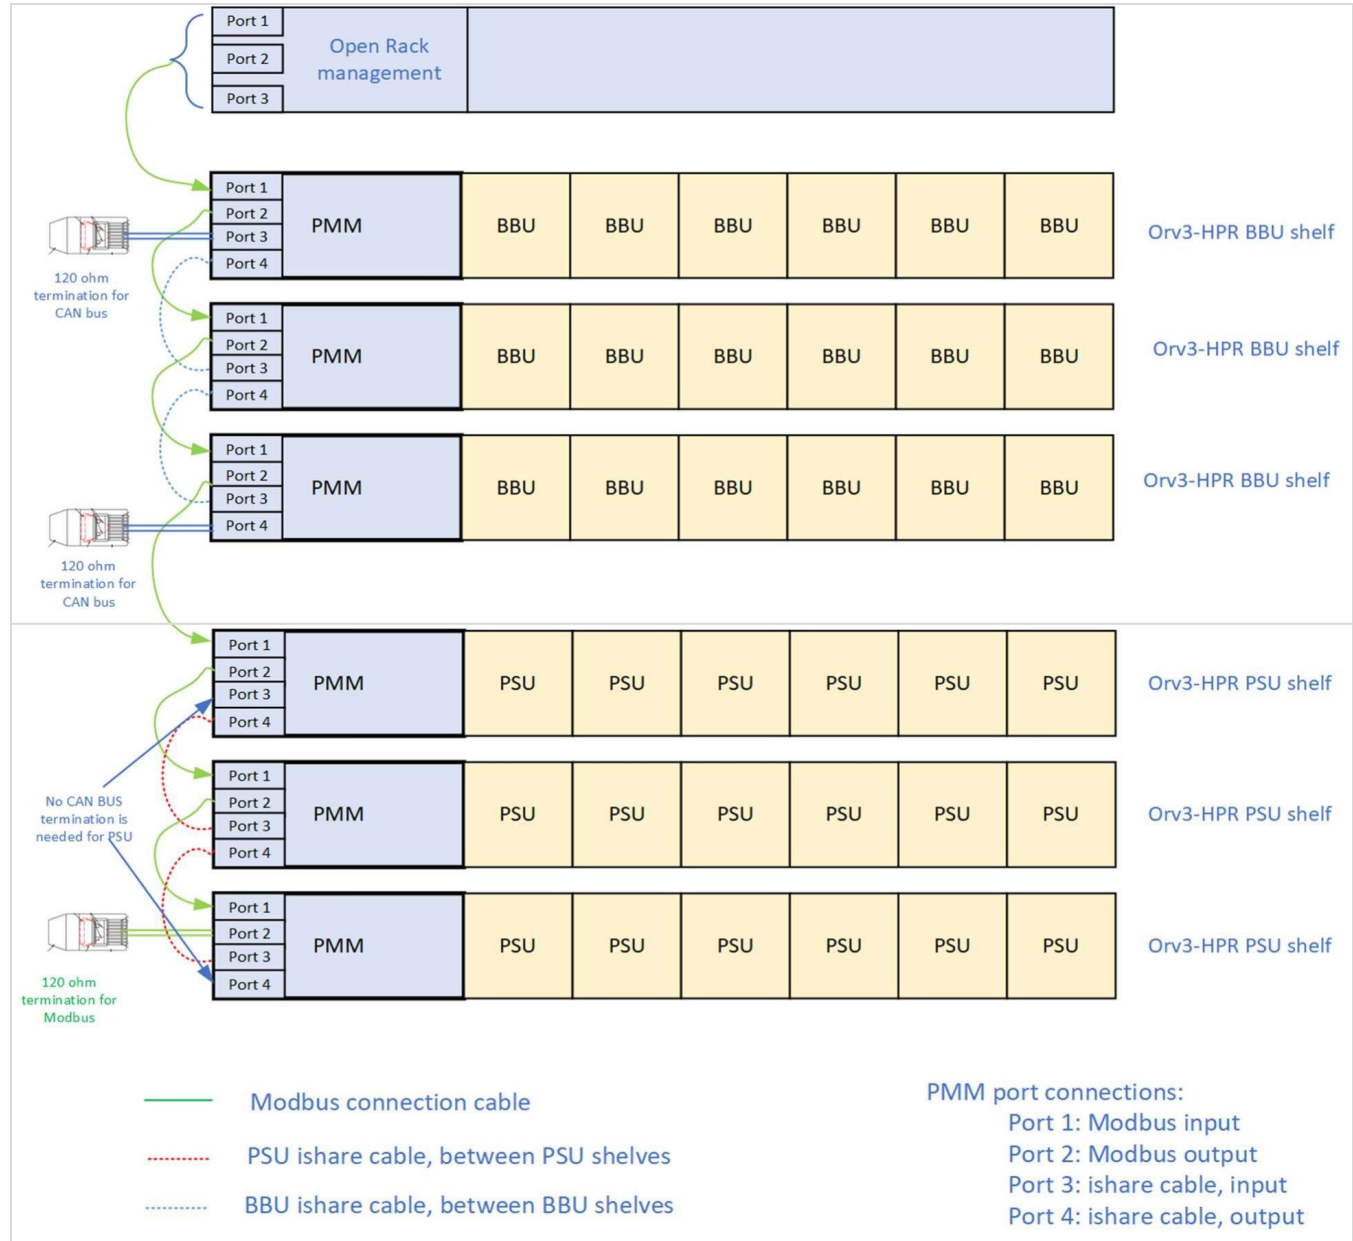 Port 1
Open Rack
management
Port 2
Port 3
Port 1
Port 2
Port 3
Port 4
PMM
BBU
BBU
BBU
BBU
BBU
BBU
Orv3-HPR BBU shelf
120 ohm
termination for
CAN bus
Port 1
Port 2
Port 3
Port 4
PMM
BBU
BBU
BBU
BBU
BBU
BBU
Orv3-HPR BBU shelf
Port 1
Port 2
Port 3
Port 4
PMM
BBU
BBU
BBU
BBU
BBU
BBU
Orv3-HPR BBU shelf
120 ohm
termination for
CAN bus
Port 1
Port 2
Port 3
Port 4
PMM
PSU
PSU
PSU
PSU
PSU
PSU
Orv3-HPR PSU shelf
No CAN BUS
termination is
needed for PSU
Port 1
Port 2
Port 3
Port 4
PMM
PSU
PSU
PSU
PSU
PSU
PSU
Orv3-HPR PSU shelf
Port 1
Port 2
Port 3
Port 4
PMM
PSU
PSU
PSU
PSU
PSU
PSU
Orv3-HPR PSU shelf
120 ohm
termination for
Modbus
Modbus connection cable
PSU ishare cable, between PSU shelves
BBU ishare cable, between BBU shelves
PMM port connections:
Port 1: Modbus input
Port 2: Modbus output
Port 3: ishare cable, input
Port 4: ishare cable, output